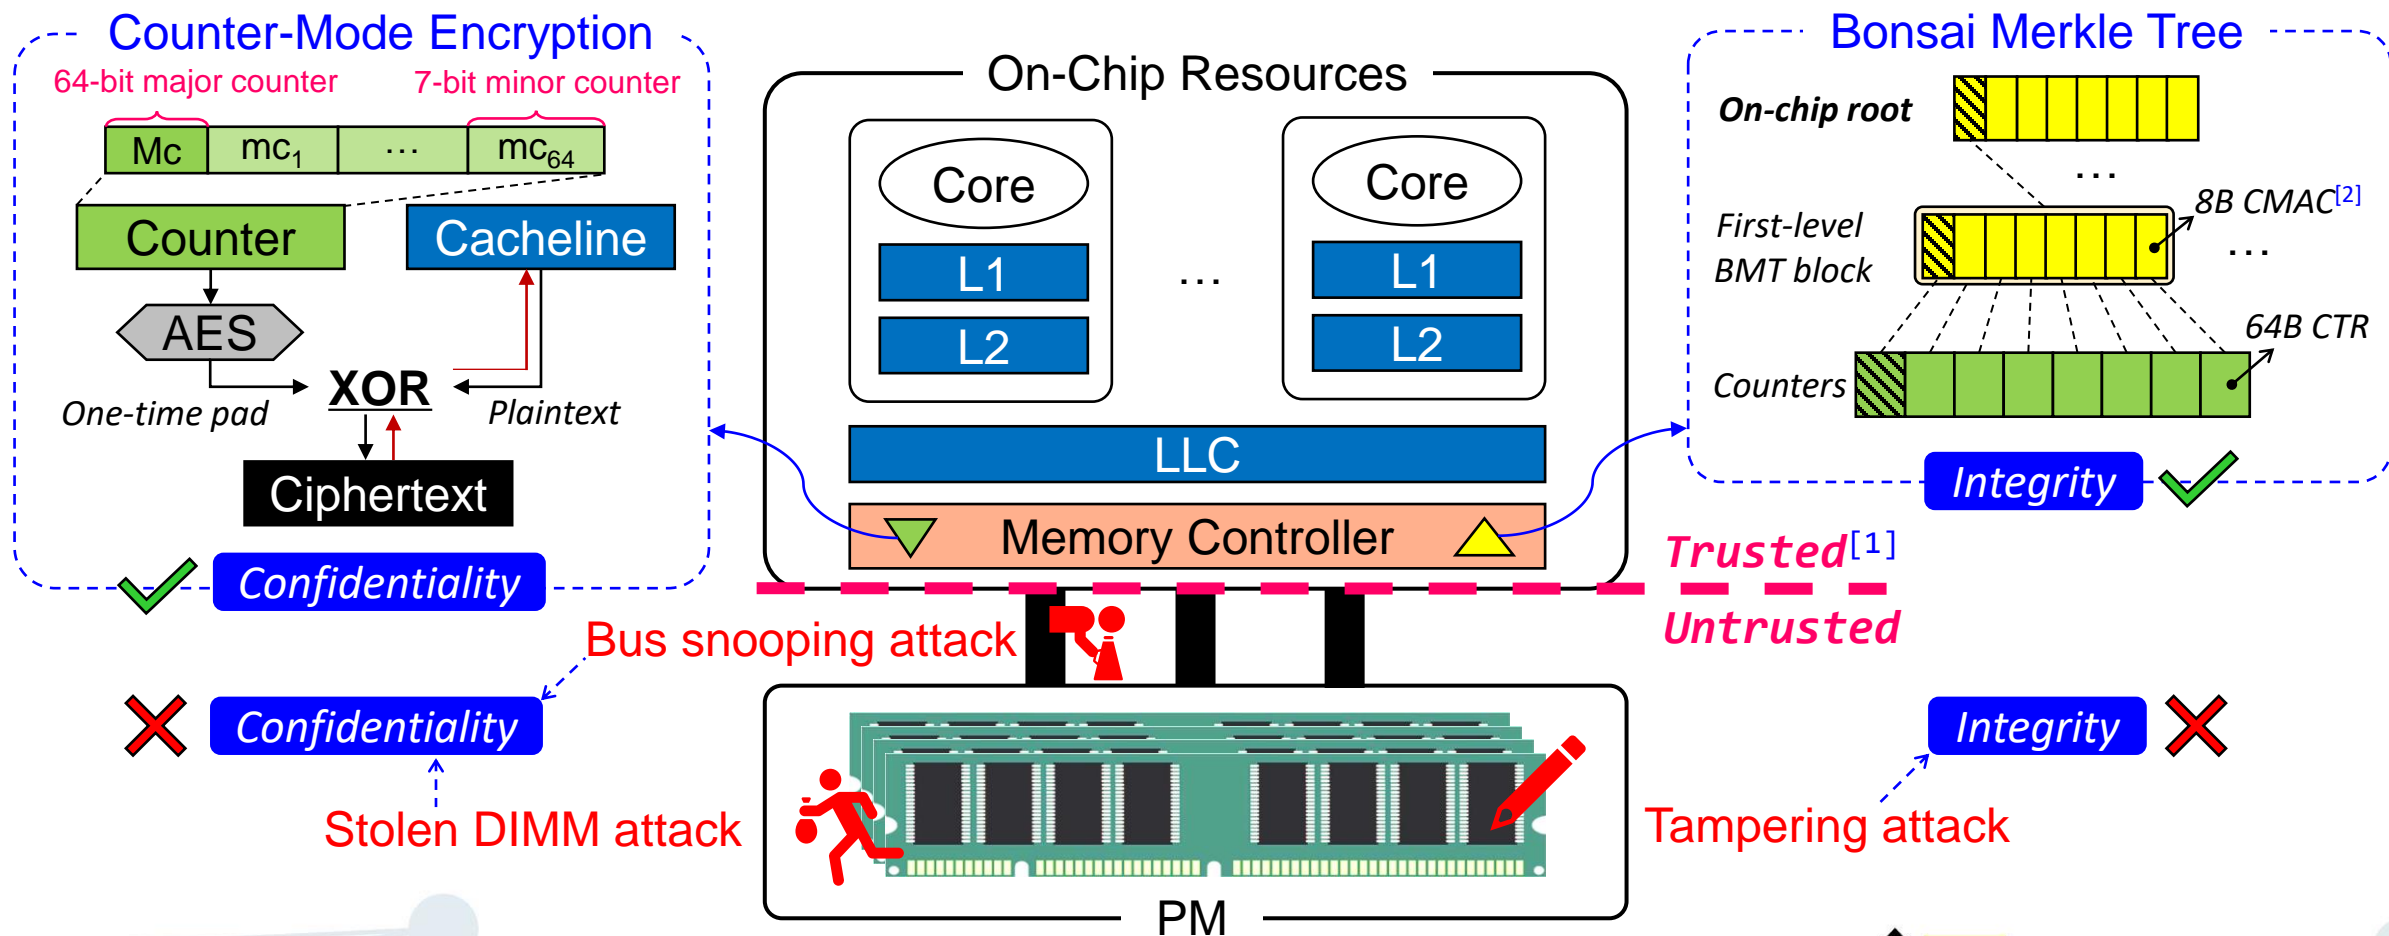 Counter-Mode Encryption
64-bit major counter
7-bit minor counter
Mc
mc1
...
mc64
Counter
Cacheline
AES
XOR
One-time pad
Plaintext
Ciphertext
Confidentiality
On-Chip Resources
Core
L1
L2
...
Core
L1
L2
LLC
Memory Controller
Bonsai Merkle Tree
On-chip root
...
First-level
BMT block
8B CMAC[2]
...
64B CTR
Counters
Integrity
Trusted[1]
Untrusted
Bus snooping attack
Confidentiality
Stolen DIMM attack
Integrity
Tampering attack
PM